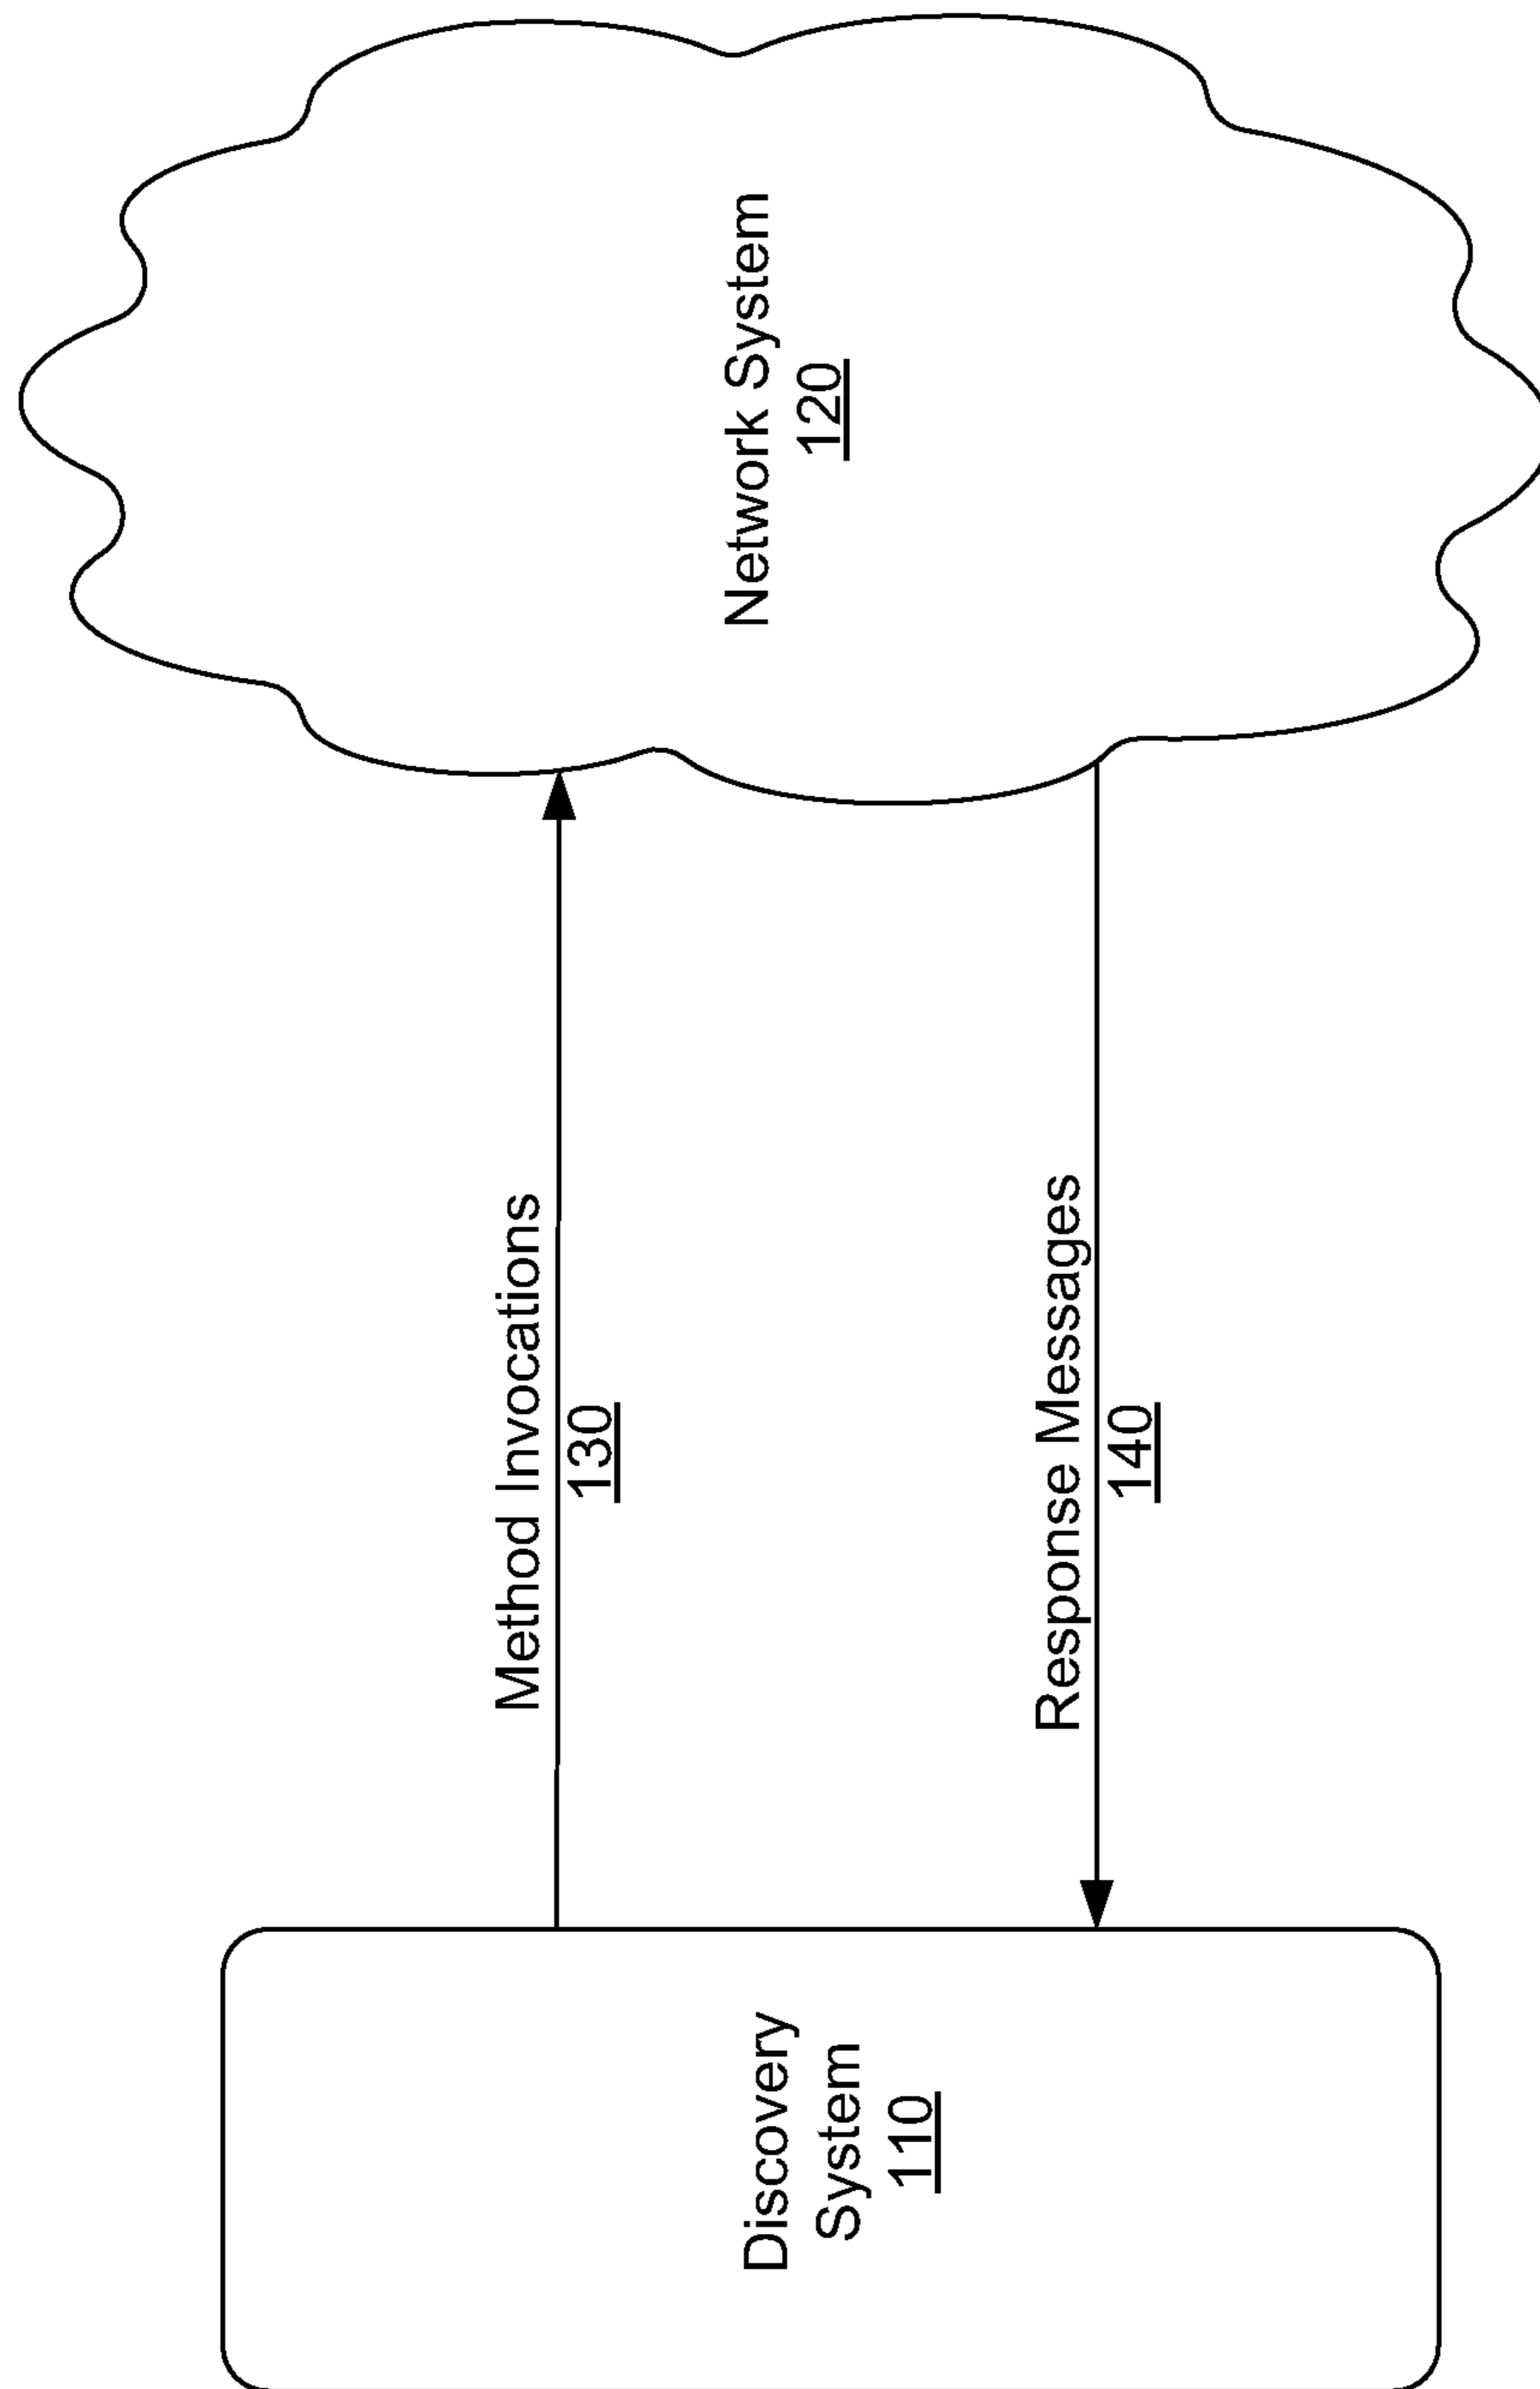 Discovery
System
110
Method Invocations
130
Response Messages
140
Network System
120